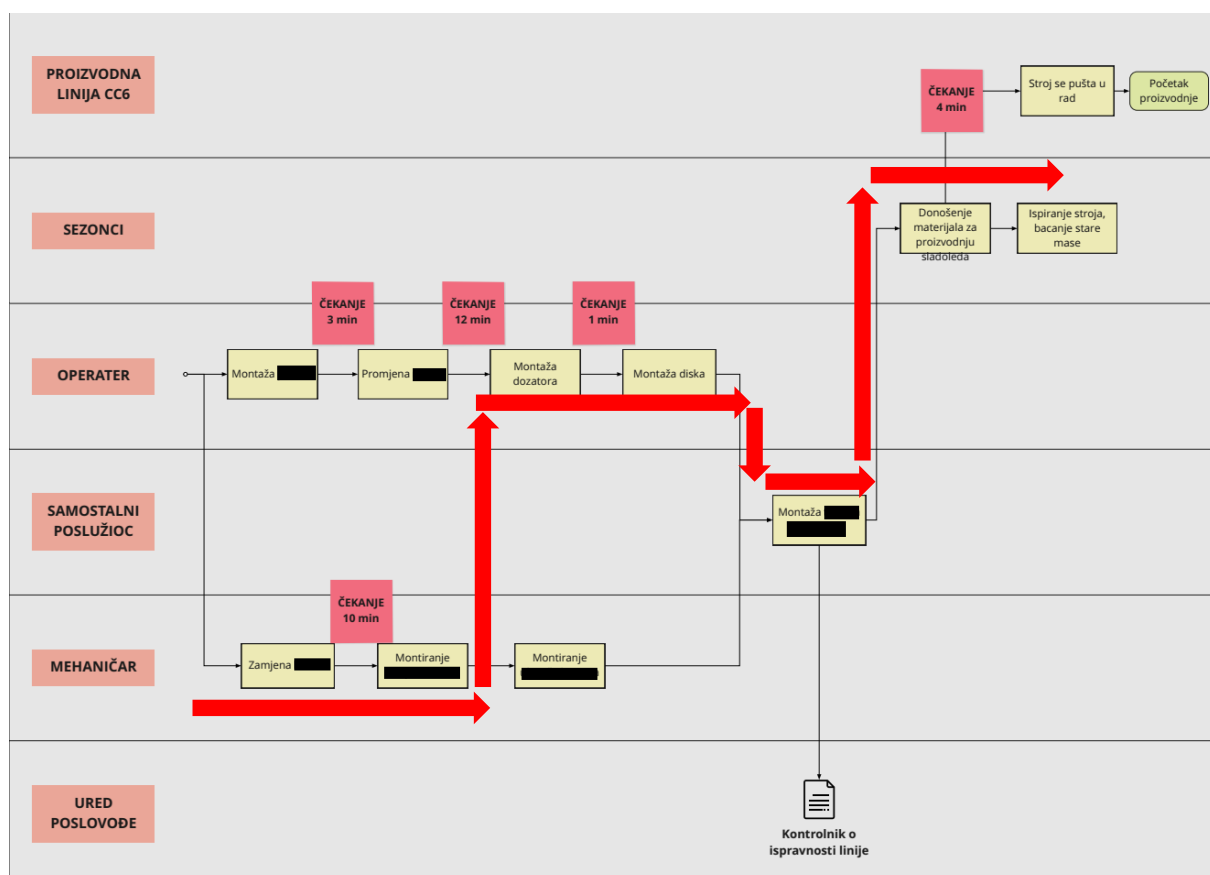 PROIZVODNA
LINIJA CC6
ČEKANJE
4 min
Stroj se pušta u
rad
Početak
proizvodnje
SEZONCI
Donošenje
materijala za
proizvodnju
sladoleda
Ispiranje stroja,
bacanje stare
mase
ČEKANJE
3 min
ČEKANJE
12 min
ČEKANJE
1 min
OPERATER
Montaža
Promjena
Montaža
dozatora
Montaža diska
SAMOSTALNI
POSLUŽIOC
Montaža
ČEKANJE
10 min
MEHANIČAR
Zamjena
Montiranje
Montiranje
URED
POSLOVOĐE
Kontrolnik o
ispravnosti linije